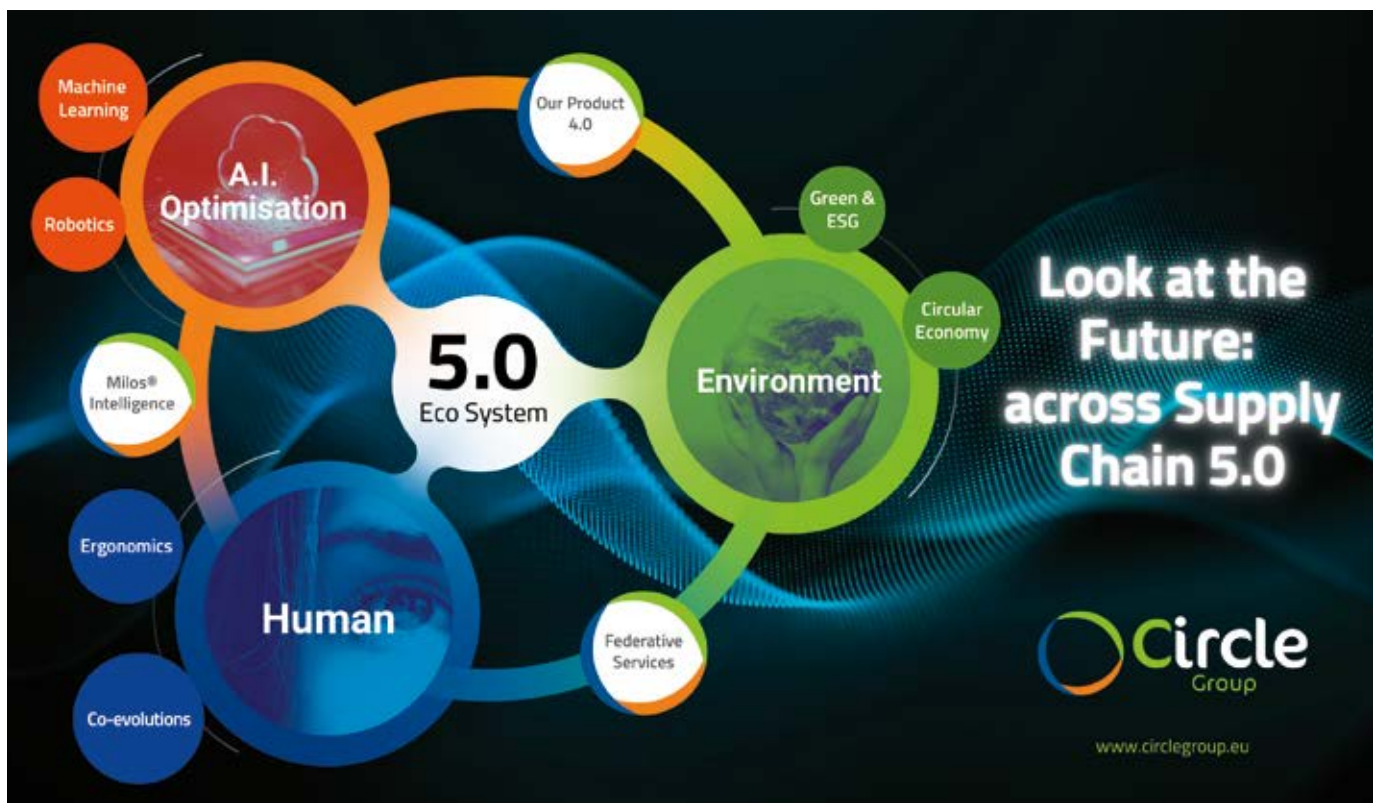 Machine
Learning
Robotics
A.I.
Optimisation
Our Product
4.0
Green &
ESG
Circular
Economy
Environment
5.0
Eco System
Milos®
Intelligence
Ergonomics
Human
Co-evolutions
Federative
Services
Look at the
Future:
across Supply
Chain 5.0
Circle
Group
www.circlegroup.eu